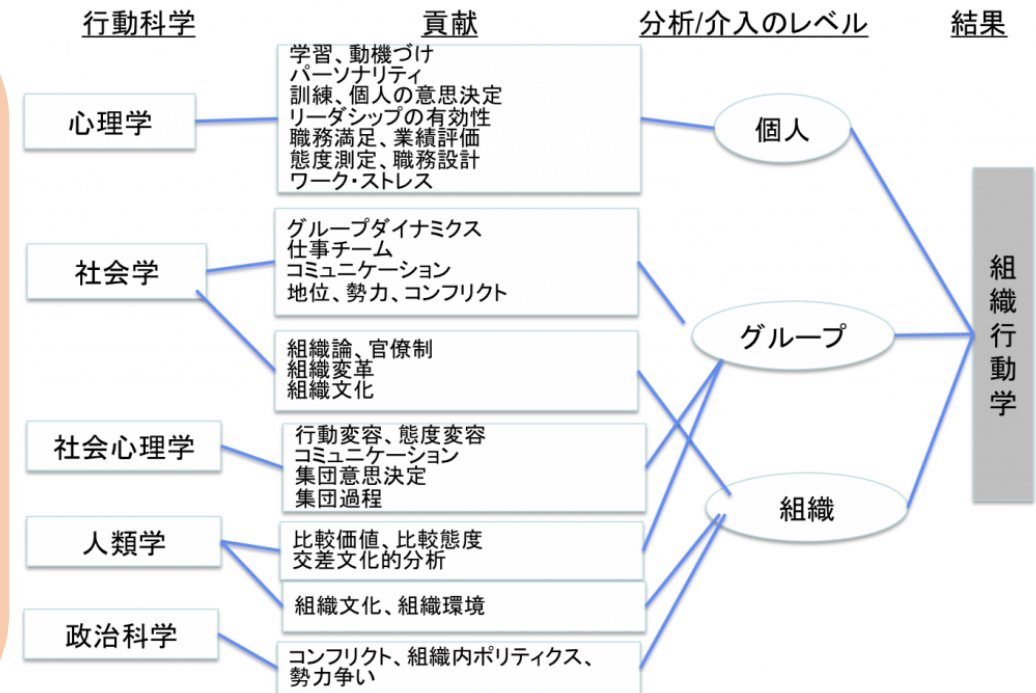 行動科学
貢献
分析/介入のレベル
結果
心理学
学習、動機づけ
パーソナリティ
訓練、個人の意思決定
リーダシップの有効性
職務満足、業績評価
態度測定、職務設計
ワーク・ストレス
個人
社会学
グループダイナミクス
仕事チーム
コミュニケーション
地位、勢力、コンフリクト
グループ
組織論、官僚制
組織変革
組織文化
社会心理学
行動変容、態度変容
コミュニケーション
集団意思決定
集団過程
組織
人類学
比較価値、比較態度
交差文化的分析
組織文化、組織環境
政治科学
コンフリクト、組織内ポリティクス、
勢力争い
組織行動学